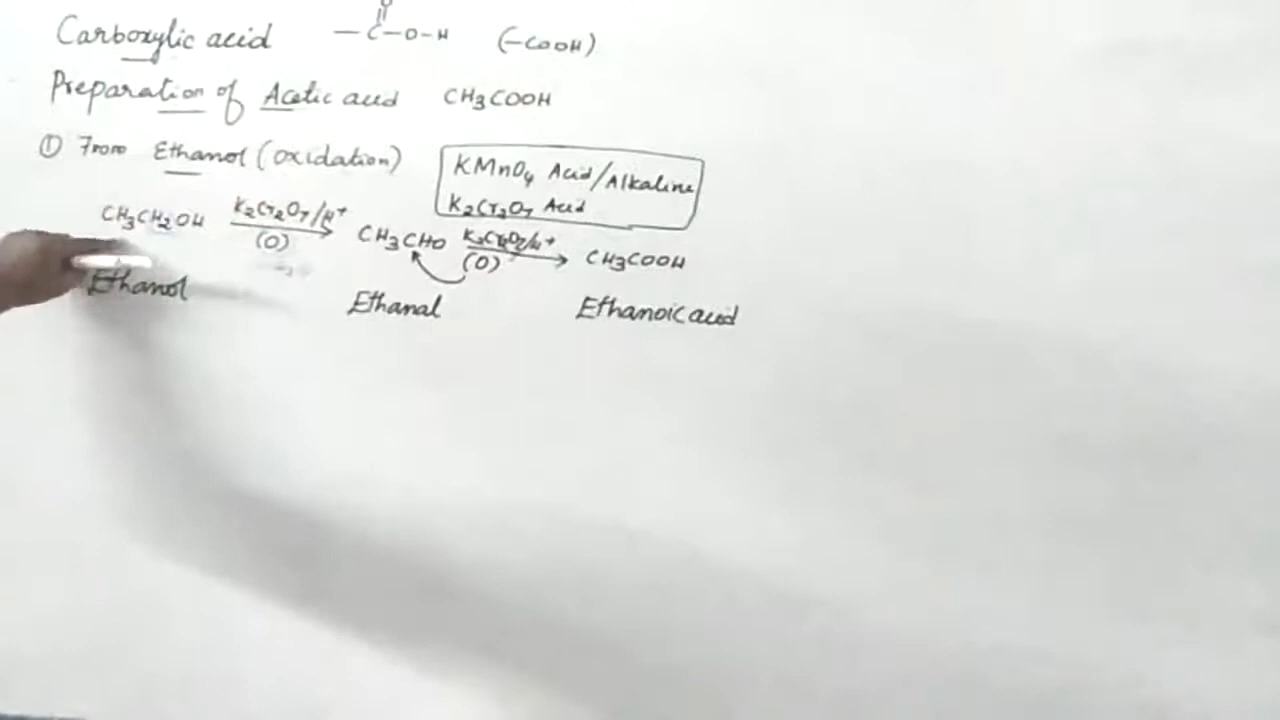 Carboxylic acid –C–O–H (–COOH)
Preparation of Acetic acid CH3COOH
① From Ethanol (oxidation)
KMnO4 Acid/Alkaline
K2Cr2O7 Acid
CH3CH2OH K2Cr2O7/H+ (O) CH3CHO K2Cr2O7/H+ (O) CH3COOH
Ethanol Ethanal Ethanoic acid